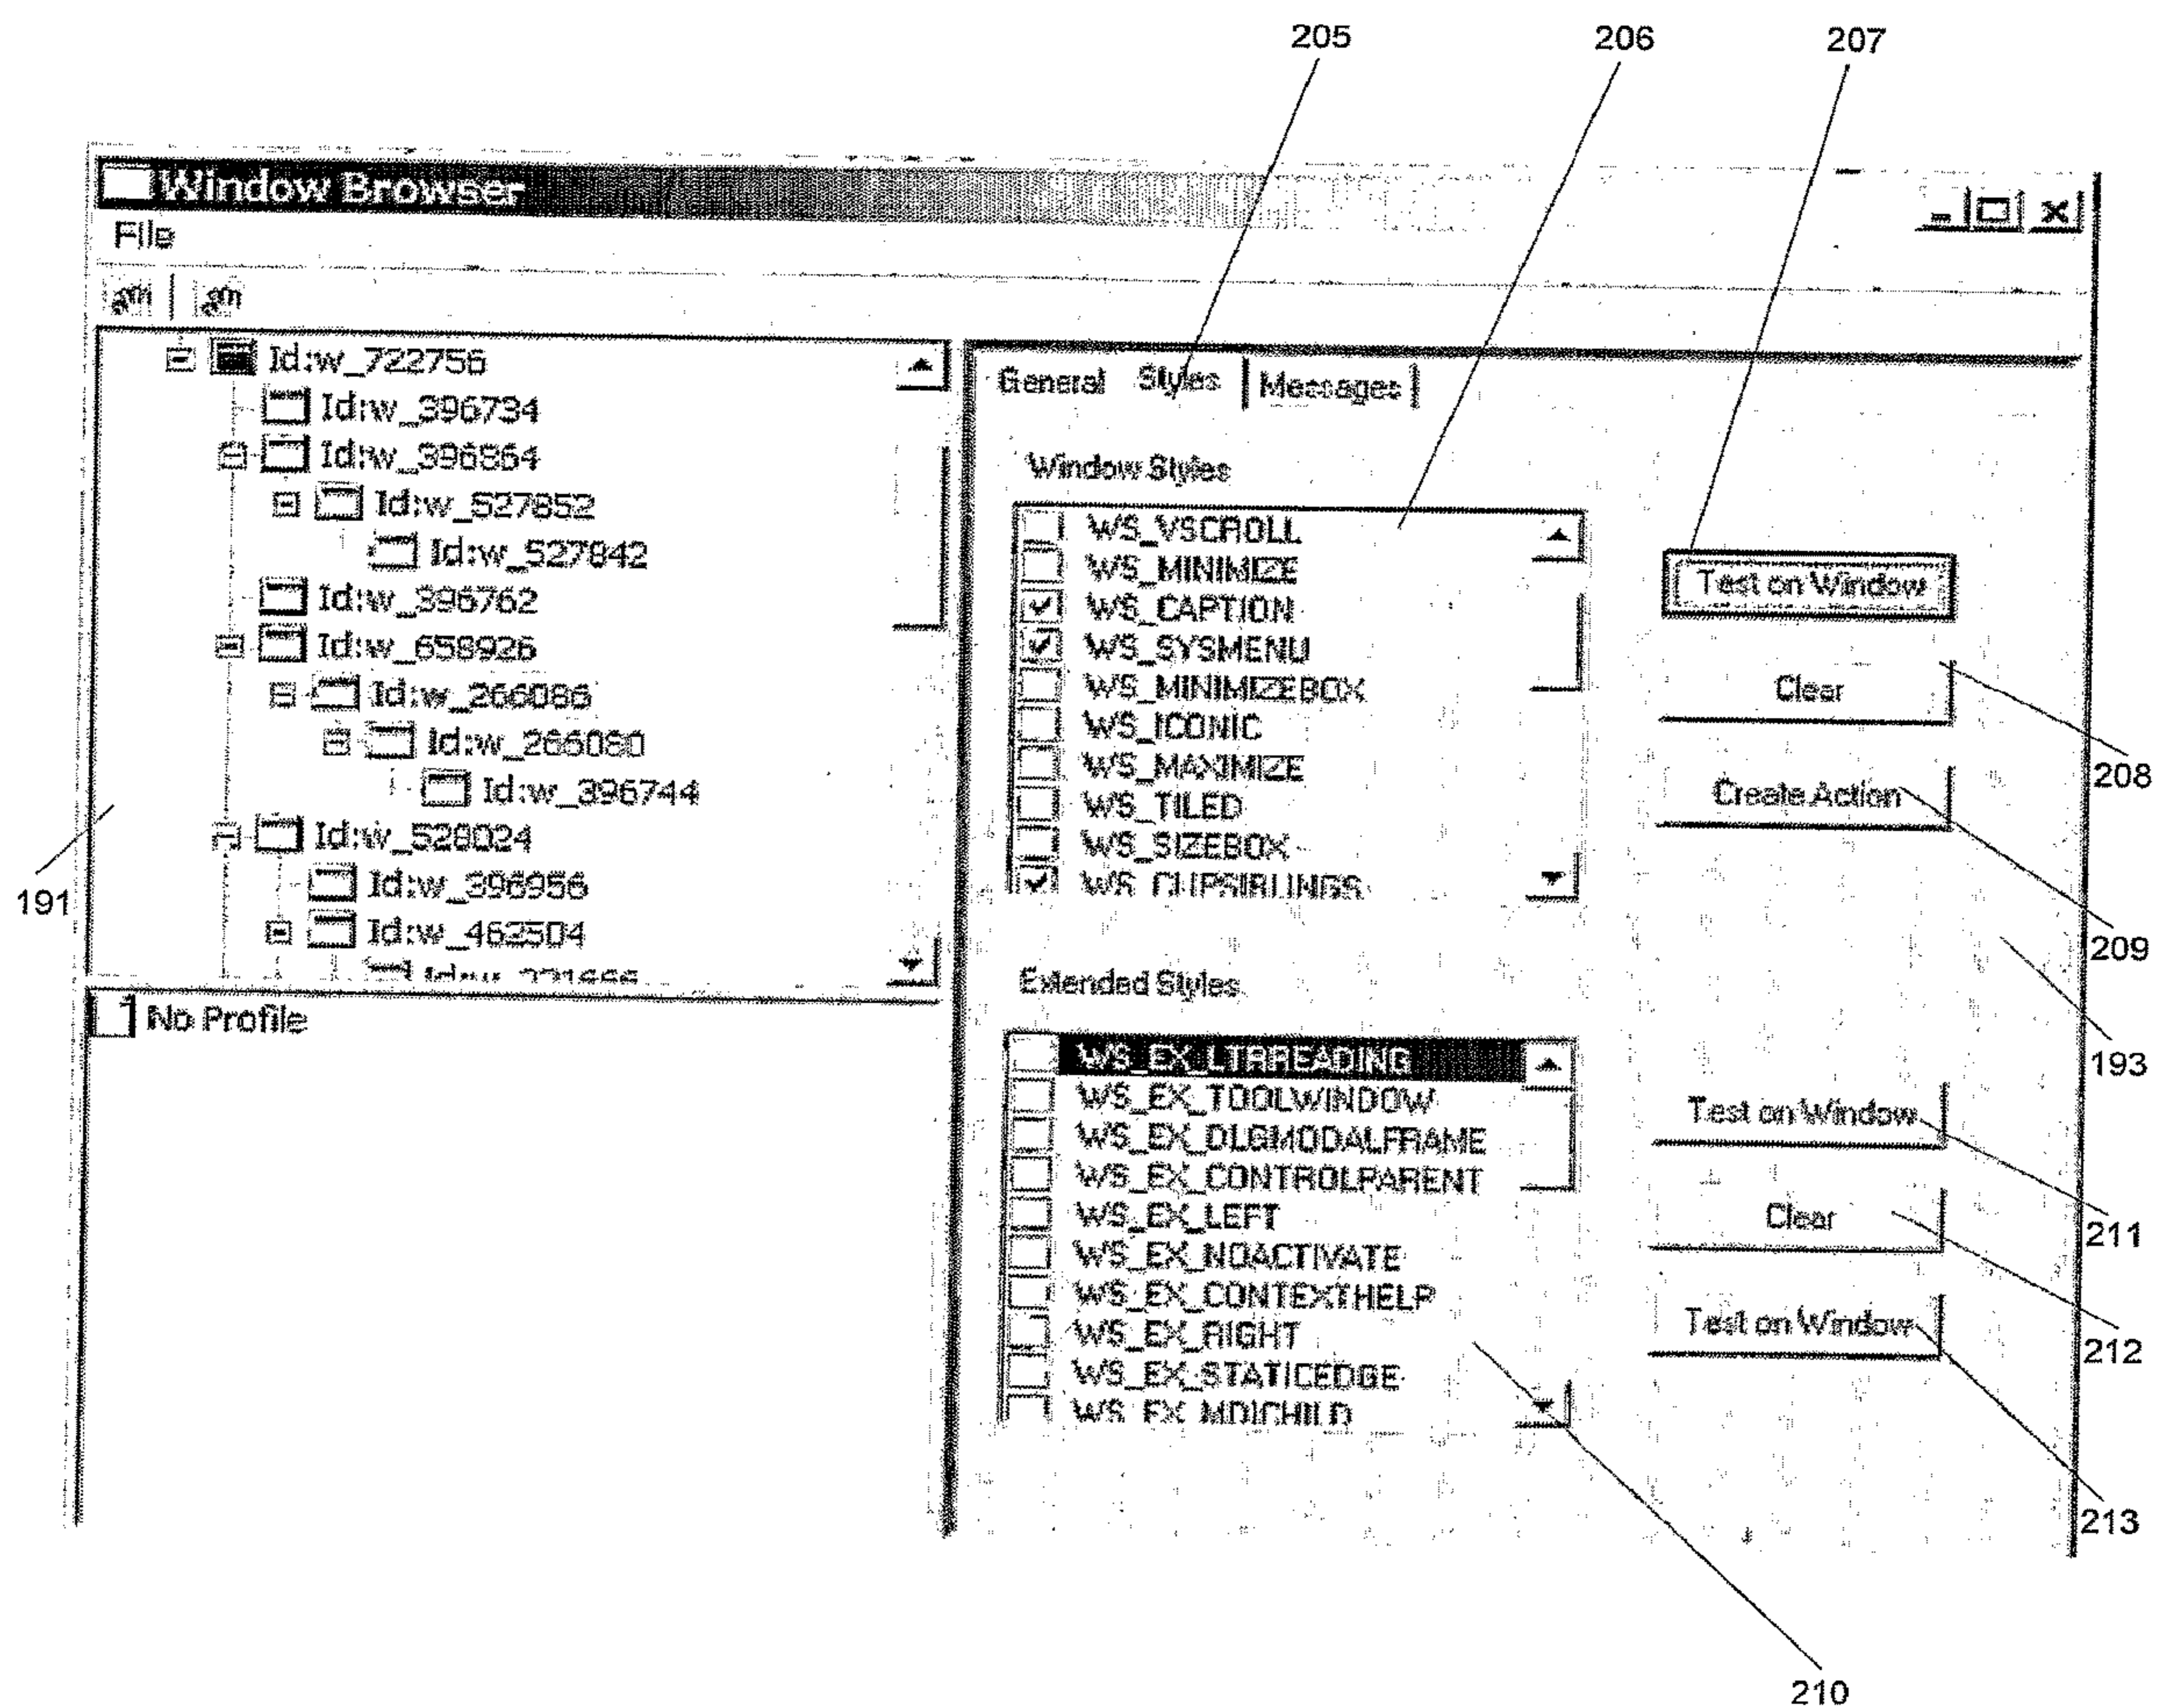 205 206 207
Window Browser
File
Id:w_722756
Id:w_396734
Id:w_396864
Id:w_527852
Id:w_527842
Id:w_396762
Id:w_658926
Id:w_266086
Id:w_266080
Id:w_396744
Id:w_528024
Id:w_396956
Id:w_462504
191
No Profile
General Styles Messages
Window Styles
WS_VSCROLL
WS_MINIMIZE
WS_CAPTION
WS_SYSMENU
WS_MINIMIZEBOX
WS_ICONIC
WS_MAXIMIZE
WS_TILED
WS_SIZEBOX
WS_CLIPSIBLINGS
Test on Window
Clear
Create Action
208
209
193
Extended Styles
WS_EX_LTRREADING
WS_EX_TOOLWINDOW
WS_EX_DLGMODALFRAME
WS_EX_CONTROLPARENT
WS_EX_LEFT
WS_EX_NOACTIVATE
WS_EX_CONTEXTHELP
WS_EX_RIGHT
WS_EX_STATICEDGE
WS_EX_MDICHILD
Test on Window
Clear
Test on Window
211
212
213
210